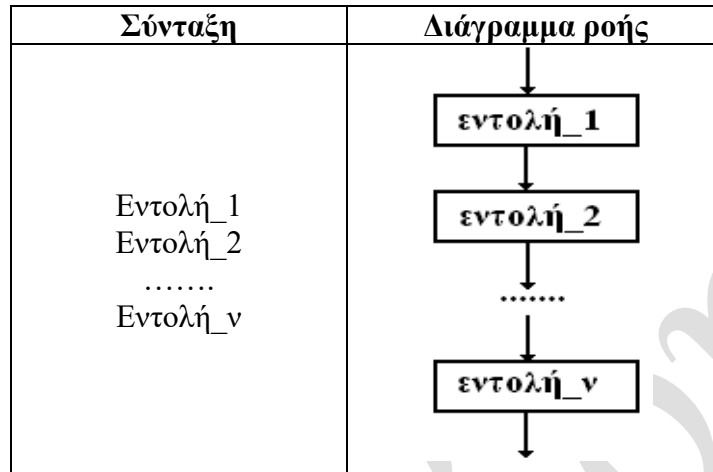 Σύνταξη
Διάγραμμα ροής
Εντολή_1
Εντολή_2
…….
Εντολή_ν
εντολή_1
εντολή_2
.......
εντολή_ν